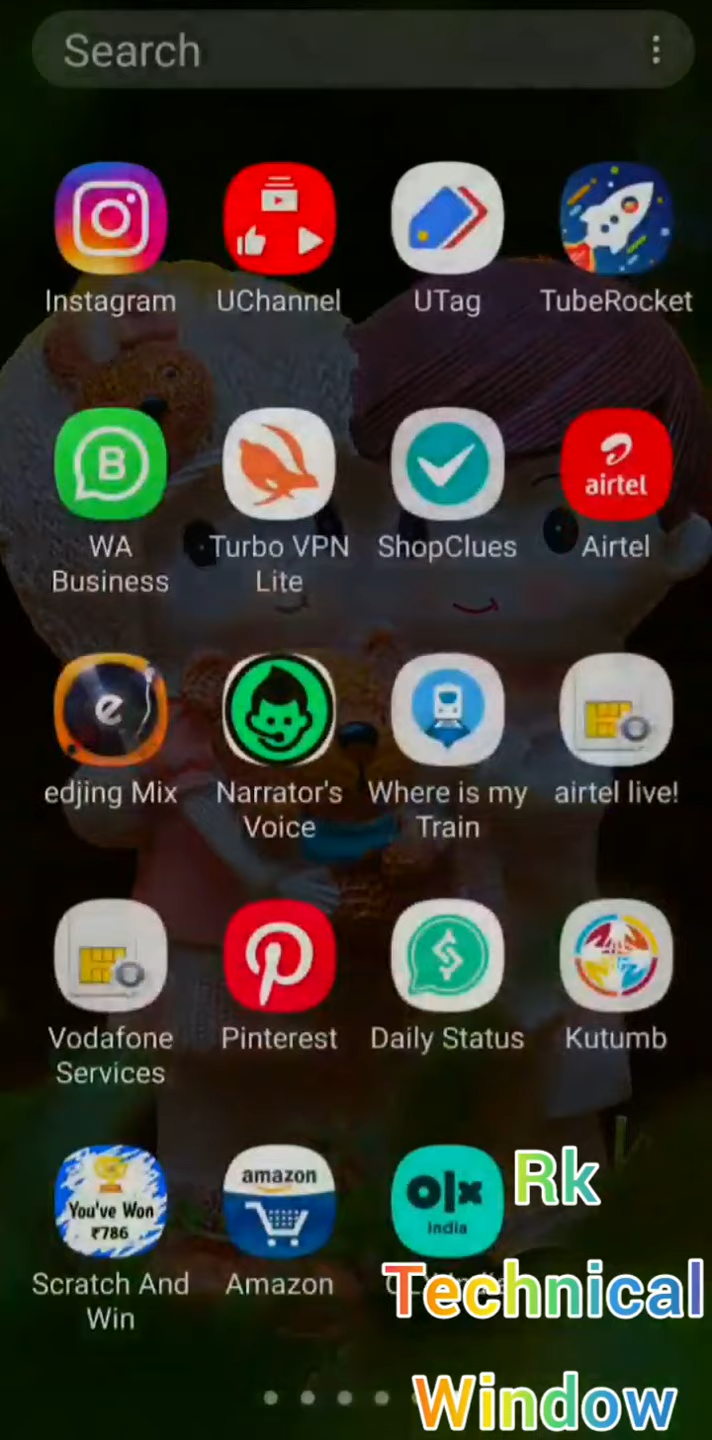 Search
Instagram
UChannel
UTag
TubeRocket
B
airtel
WA
Business
Turbo VPN
Lite
ShopClues
Airtel
e
edjing Mix
Narrator's
Voice
Where is my
Train
airtel live!
Vodafone
Services
Pinterest
Daily Status
Kutumb
You've Won
₹786
amazon
olx
india
Scratch And
Win
Amazon
Rk
Technical
Window